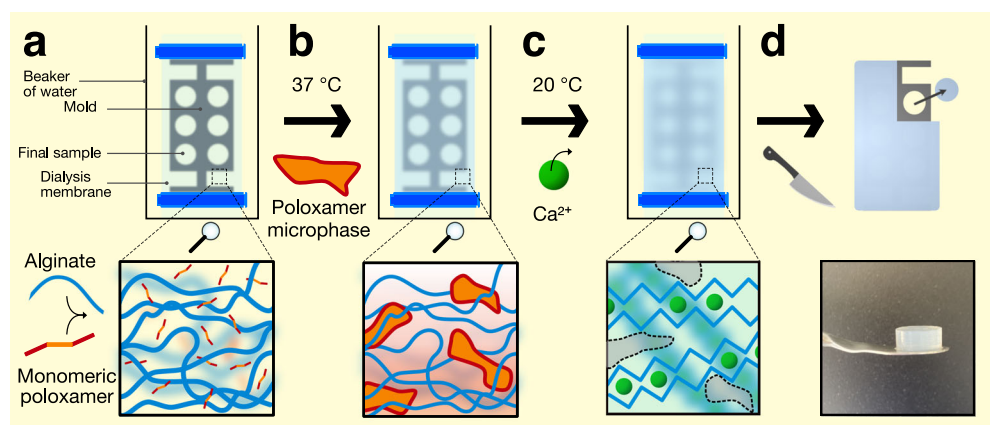 a
b
c
d
Beaker
of water
Mold
Final sample
Dialysis
membrane
37 °C
Poloxamer
microphase
20 °C
Ca²⁺
Alginate
Monomeric
poloxamer